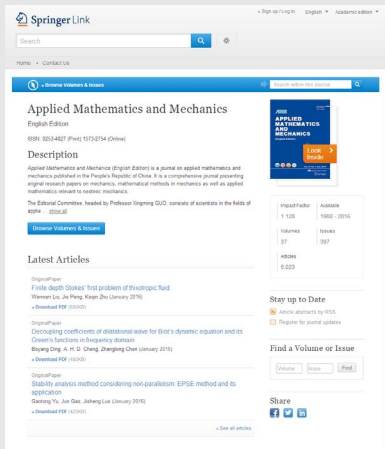 » Sign up / Log in English Academic edition
Springer Link
Search
Home • Contact Us
» Browse Volumes & Issues
Search within this journal
Applied Mathematics and Mechanics
English Edition
ISSN: 0253-4827 (Print) 1573-2754 (Online)
Description
Applied Mathematics and Mechanics (English Edition) is a journal on applied mathematics and
mechanics published in the People's Republic of China. It is a comprehensive journal presenting
original research papers on mechanics, mathematical methods in mechanics as well as applied
mathematics relevant to neoteric mechanics.
The Editorial Committee, headed by Professor Xingming GUO, consists of scientists in the fields of
applie ... show all
Browse Volumes & Issues
Latest Articles
OriginalPaper
Finite depth Stokes' first problem of thixotropic fluid
Wenwen Liu, Jie Peng, Keqin Zhu (January 2016)
» Download PDF
OriginalPaper
Decoupling coefficients of dilatational wave for Biot's dynamic equation and its
Green's functions in frequency domain
Boyang Ding, A. H. D. Cheng, Zhanglong Chen (January 2016)
» Download PDF
OriginalPaper
Stability analysis method considering non-parallelism: EPSE method and its
application
Gaotong Yu, Jun Gao, Jisheng Luo (January 2016)
» Download PDF
» See all articles
APPLIED
MATHEMATICS
AND
MECHANICS
Look
Inside
Impact Factor Available
1.128 1980 - 2016
Volumes Issues
37 397
Articles
5,023
Stay up to Date
Article abstracts by RSS
Register for journal updates
Find a Volume or Issue
Volume Issue Find
Share